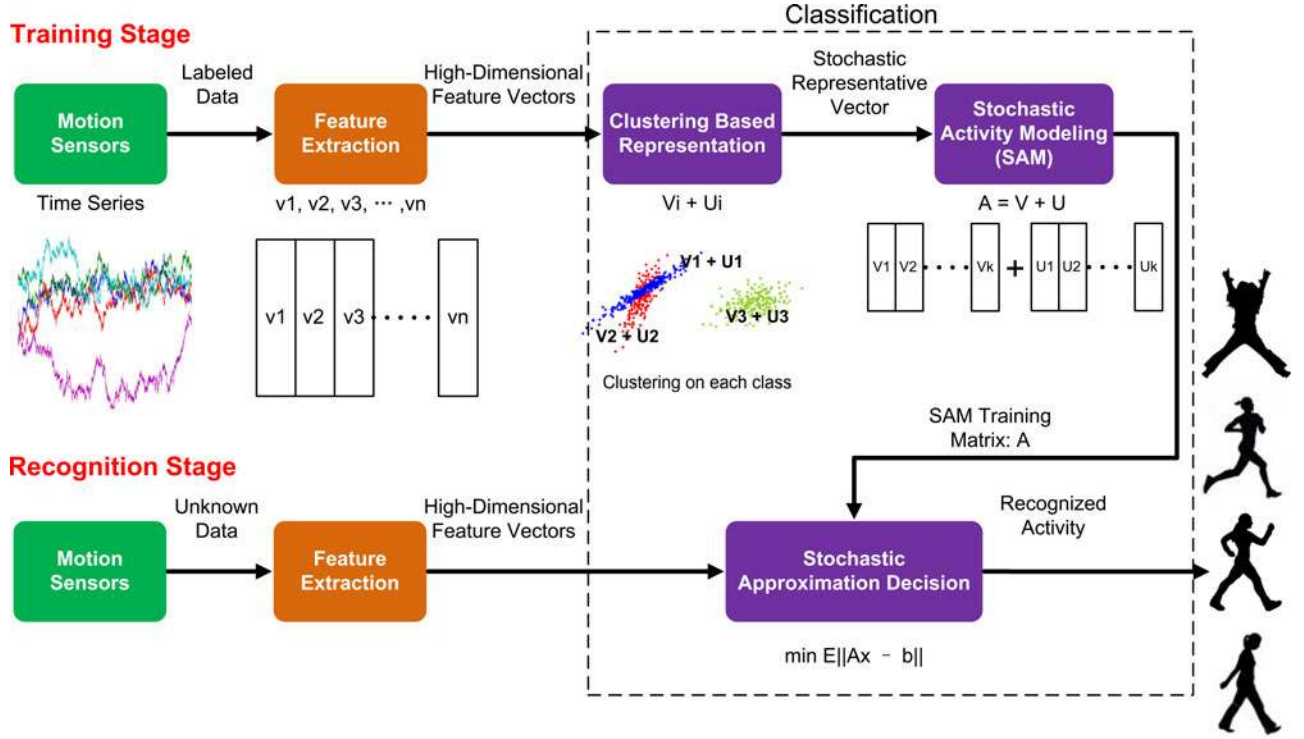 Classification
Training Stage
Labeled
Data
High-Dimensional
Feature Vectors
Stochastic
Representative
Vector
Motion
Sensors
Feature
Extraction
Clustering Based
Representation
Stochastic
Activity Modeling
(SAM)
Time Series
v1, v2, v3, ··· ,vn
Vi + Ui
A = V + U
v1 v2 v3 ····· vn
V1 + U1
V2 + U2
V3 + U3
Clustering on each class
V1 V2 ····· Vk + U1 U2 ····· Uk
SAM Training
Matrix: A
Recognition Stage
Unknown
Data
High-Dimensional
Feature Vectors
Recognized
Activity
Motion
Sensors
Feature
Extraction
Stochastic
Approximation Decision
min E||Ax - b||